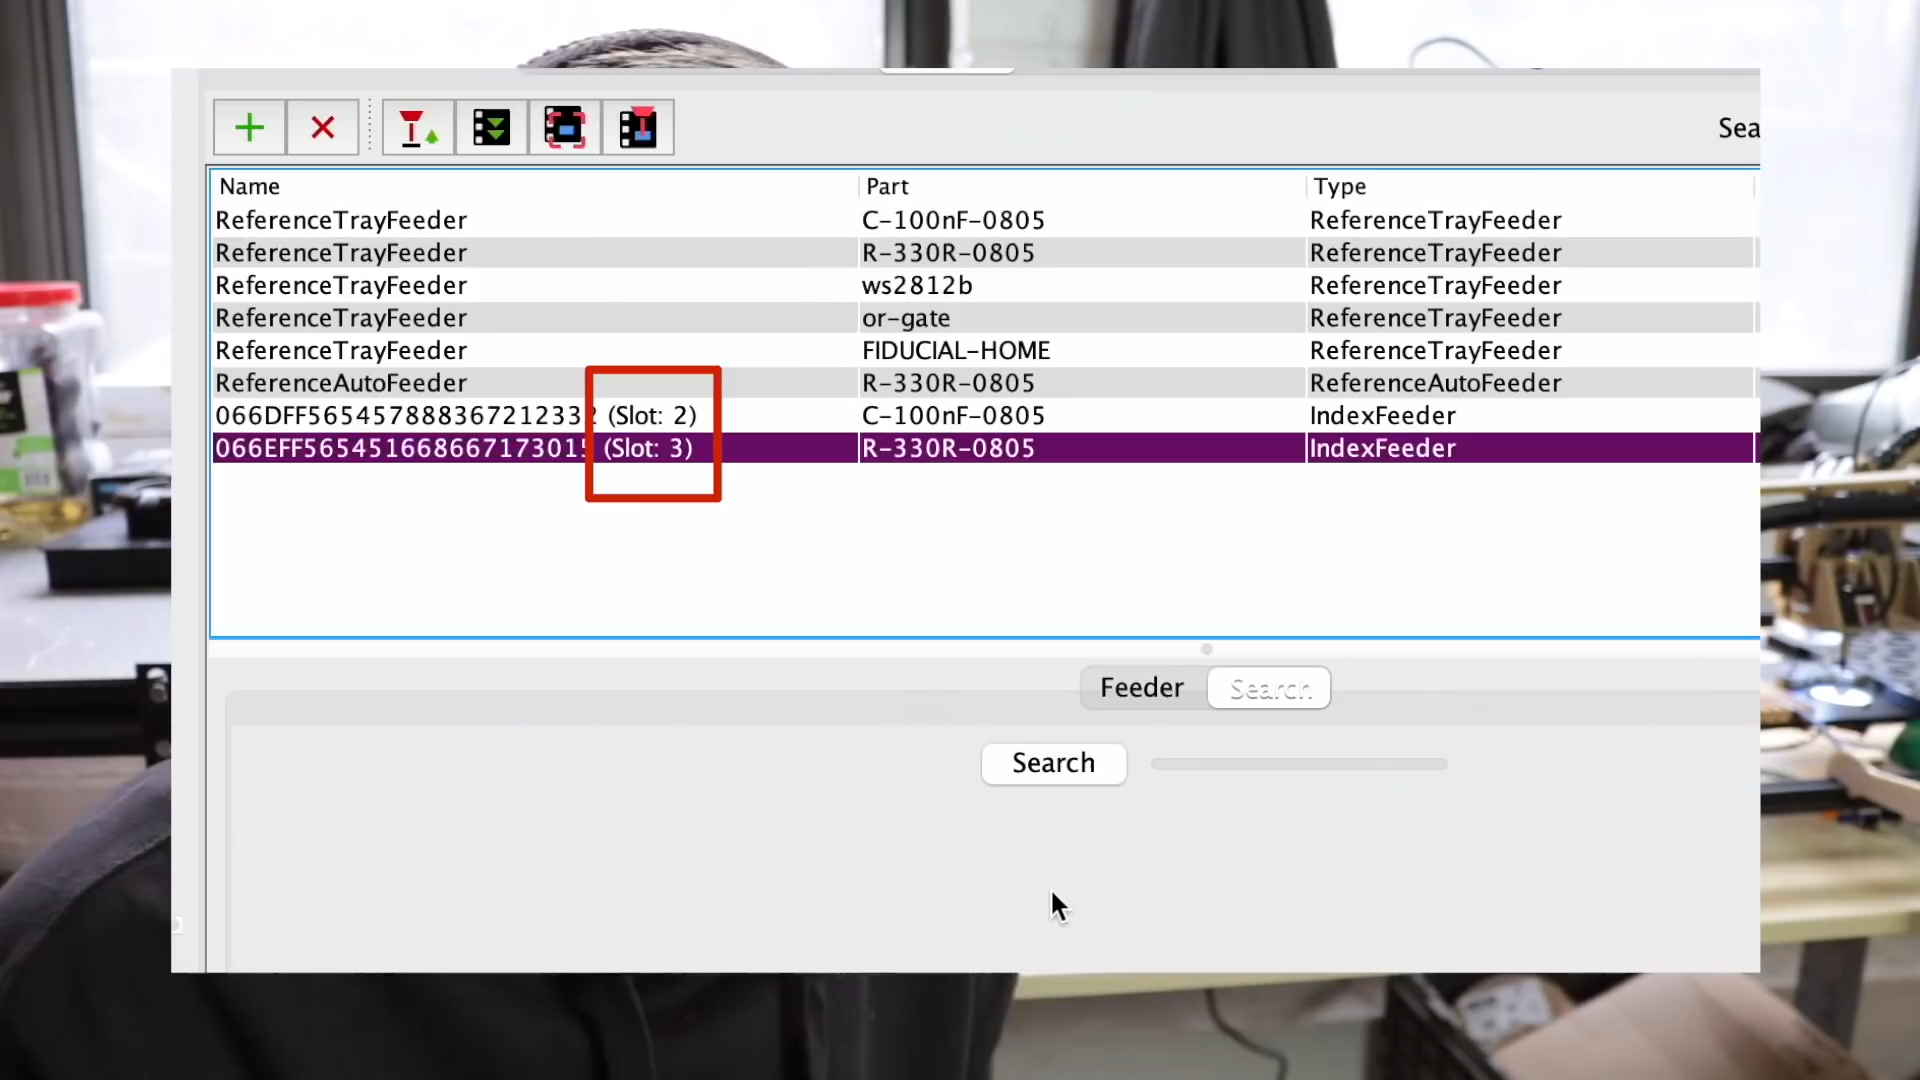 Sea
Name Part Type
ReferenceTrayFeeder C-100nF-0805 ReferenceTrayFeeder
ReferenceTrayFeeder R-330R-0805 ReferenceTrayFeeder
ReferenceTrayFeeder ws2812b ReferenceTrayFeeder
ReferenceTrayFeeder or-gate ReferenceTrayFeeder
ReferenceTrayFeeder FIDUCIAL-HOME ReferenceTrayFeeder
ReferenceAutoFeeder R-330R-0805 ReferenceAutoFeeder
066DFF565457888367212332 (Slot: 2) C-100nF-0805 IndexFeeder
066EFF565451668667173015 (Slot: 3) R-330R-0805 IndexFeeder
Feeder Search
Search